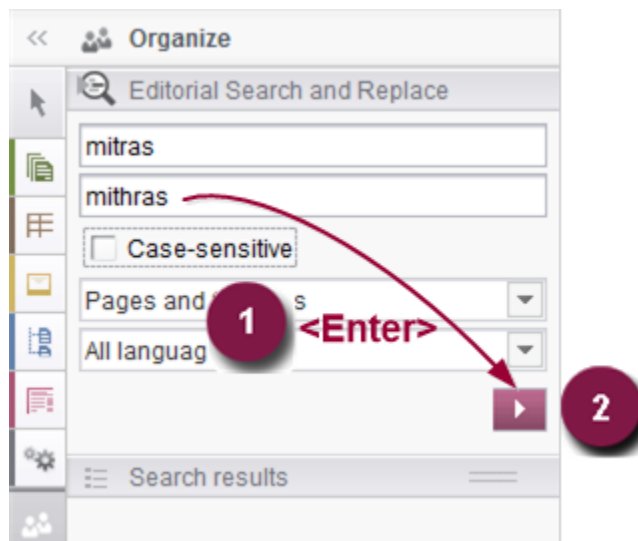 << Organize
Editorial Search and Replace
mitras
mithras
Case-sensitive
Pages and s
1 <Enter>
All languag
2
Search results